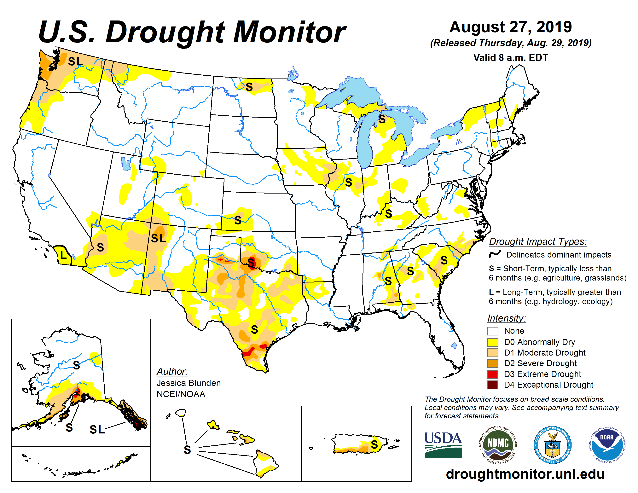 U.S. Drought Monitor
August 27, 2019
(Released Thursday, Aug. 29, 2019)
Valid 8 a.m. EDT
SL
S
S
S
S
S
SL
S
L
S
S
S
S
S
S
S
S
SL
S
S
Author:
Jessica Blunden
NCEI/NOAA
Drought Impact Types:
Delineates dominant impacts
S = Short-Term, typically less than
6 months (e.g. agriculture, grasslands)
L = Long-Term, typically greater than
6 months (e.g. hydrology, ecology)
Intensity:
None
D0 Abnormally Dry
D1 Moderate Drought
D2 Severe Drought
D3 Extreme Drought
D4 Exceptional Drought
The Drought Monitor focuses on broad scale conditions.
Local conditions may vary. See accompanying text summary
for forecast statements.
USDA
NDMC
NOAA
droughtmonitor.unl.edu